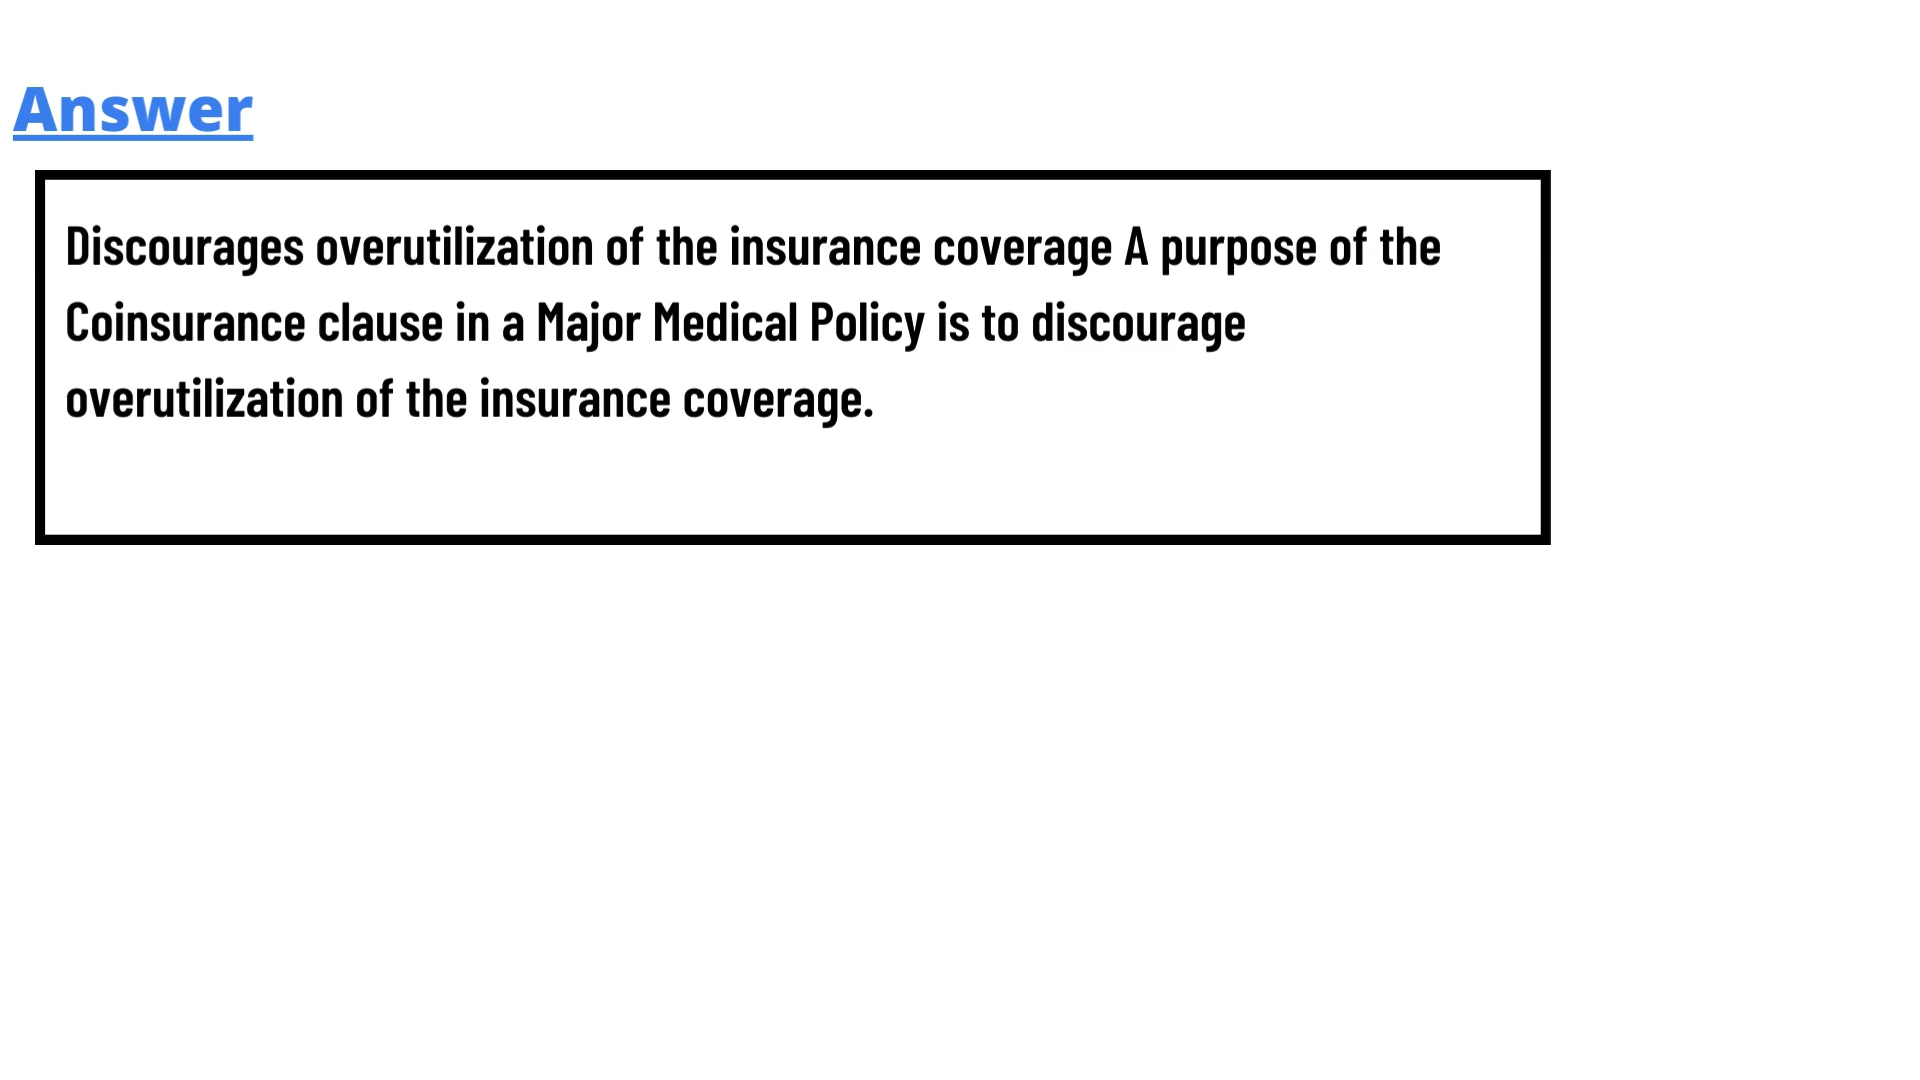 Answer
Discourages overutilization of the insurance coverage A purpose of the
Coinsurance clause in a Major Medical Policy is to discourage
overutilization of the insurance coverage.